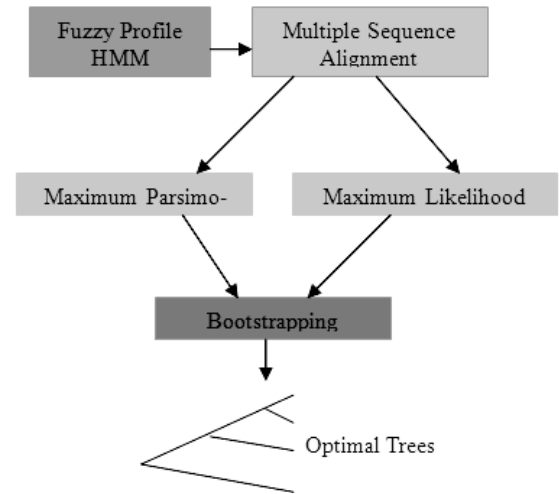 Fuzzy Profile
HMM
Multiple Sequence
Alignment
Maximum Parsimo-
Maximum Likelihood
Bootstrapping
Optimal Trees